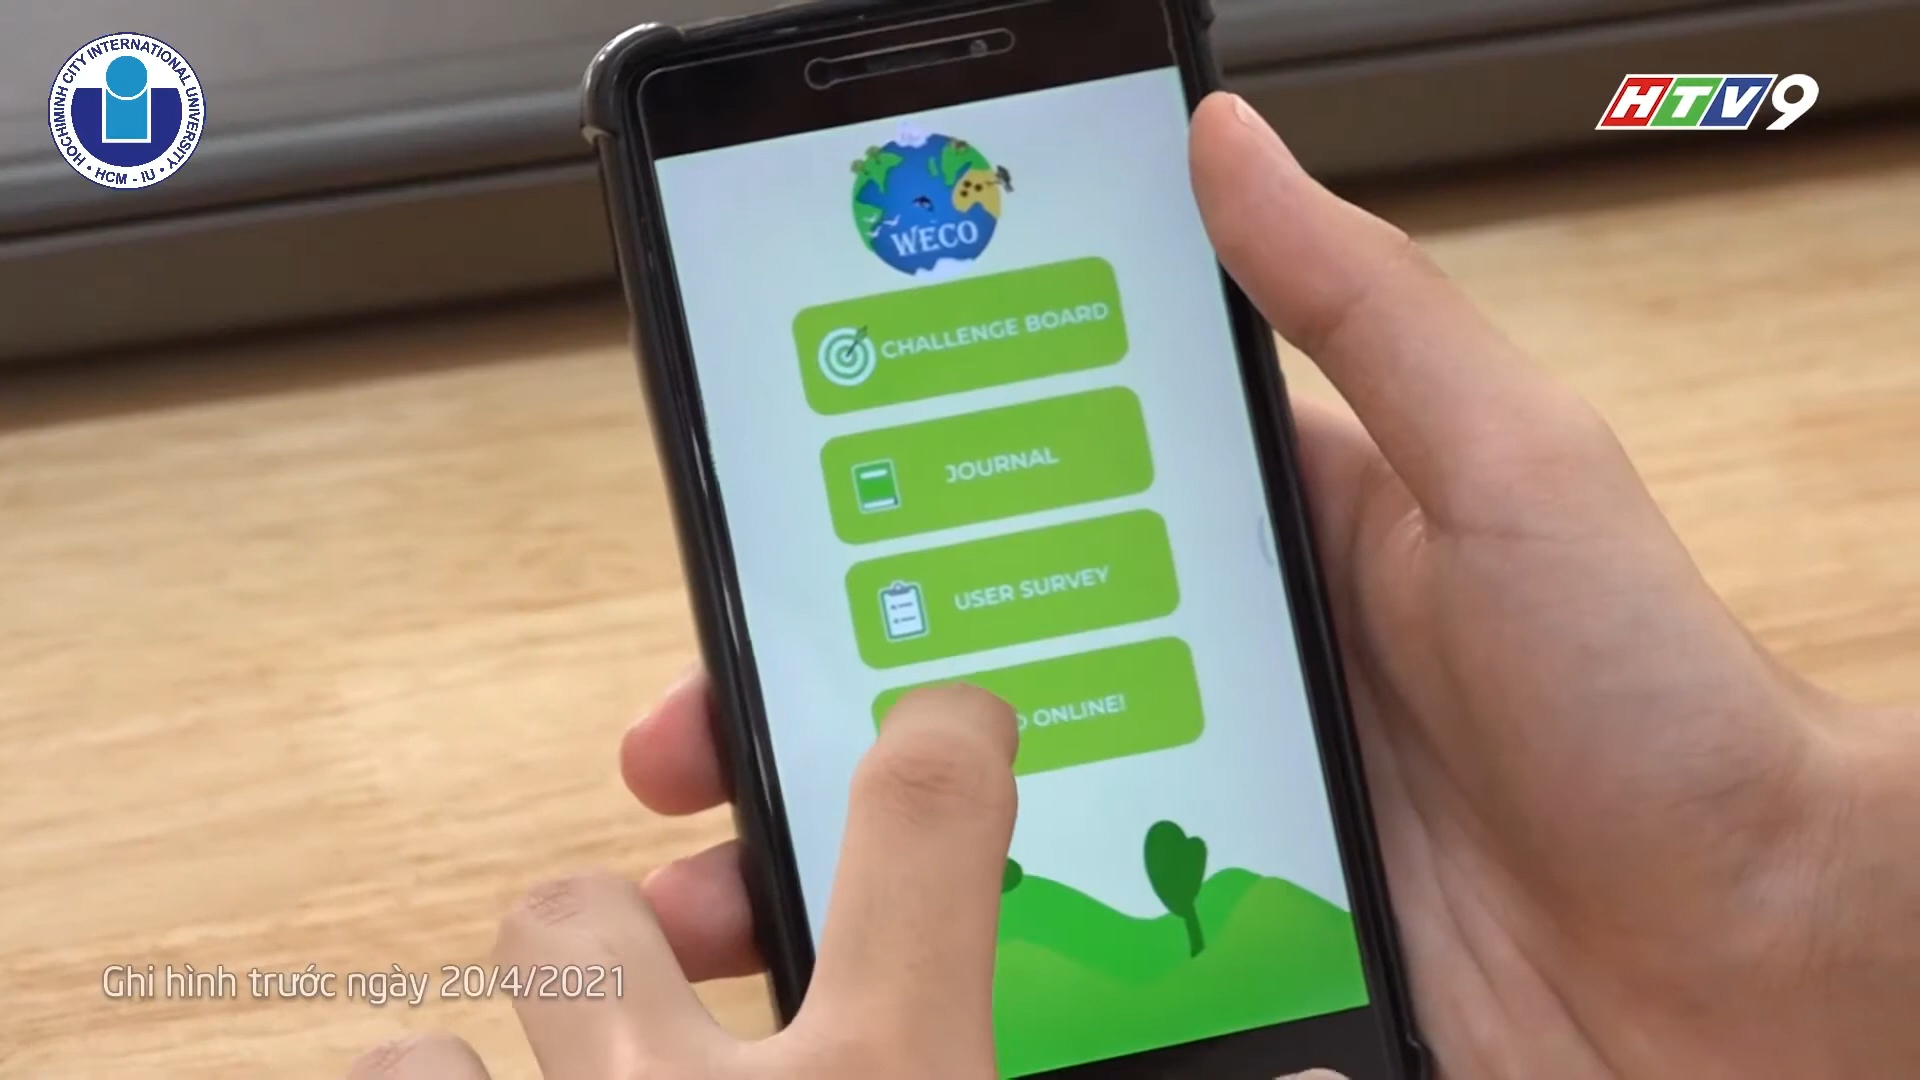 HOCHIMINH CITY INTERNATIONAL UNIVERSITY
HCM - IU
HTV9
WECO
CHALLENGE BOARD
JOURNAL
USER SURVEY
ONLINE!
Ghi hình trước ngày 20/4/2021